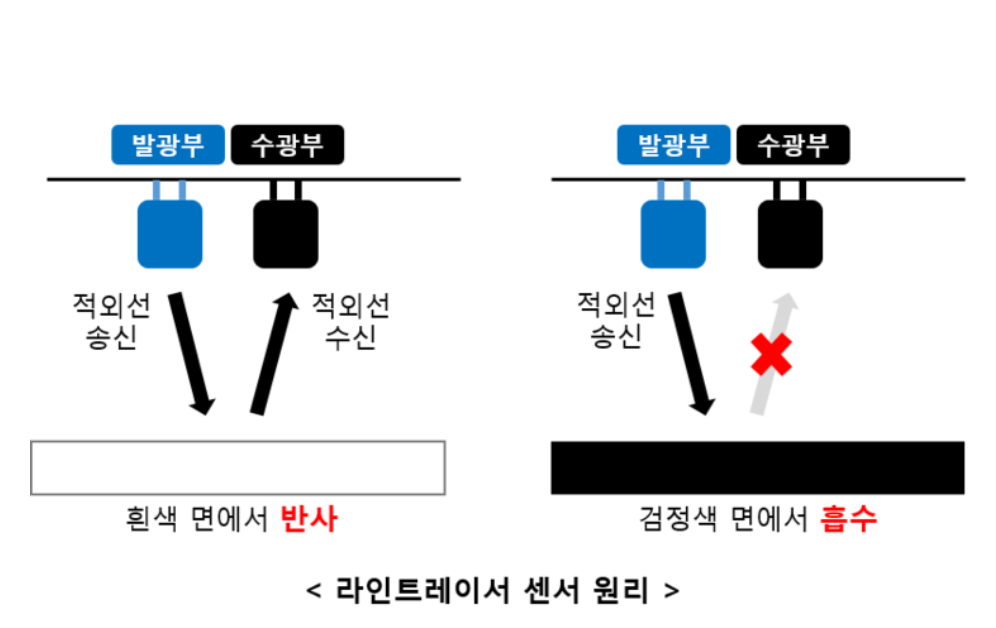 발광부 수광부
적외선
송신
적외선
수신
흰색 면에서 반사
발광부 수광부
적외선
송신
검정색 면에서 흡수
< 라인트레이서 센서 원리 >